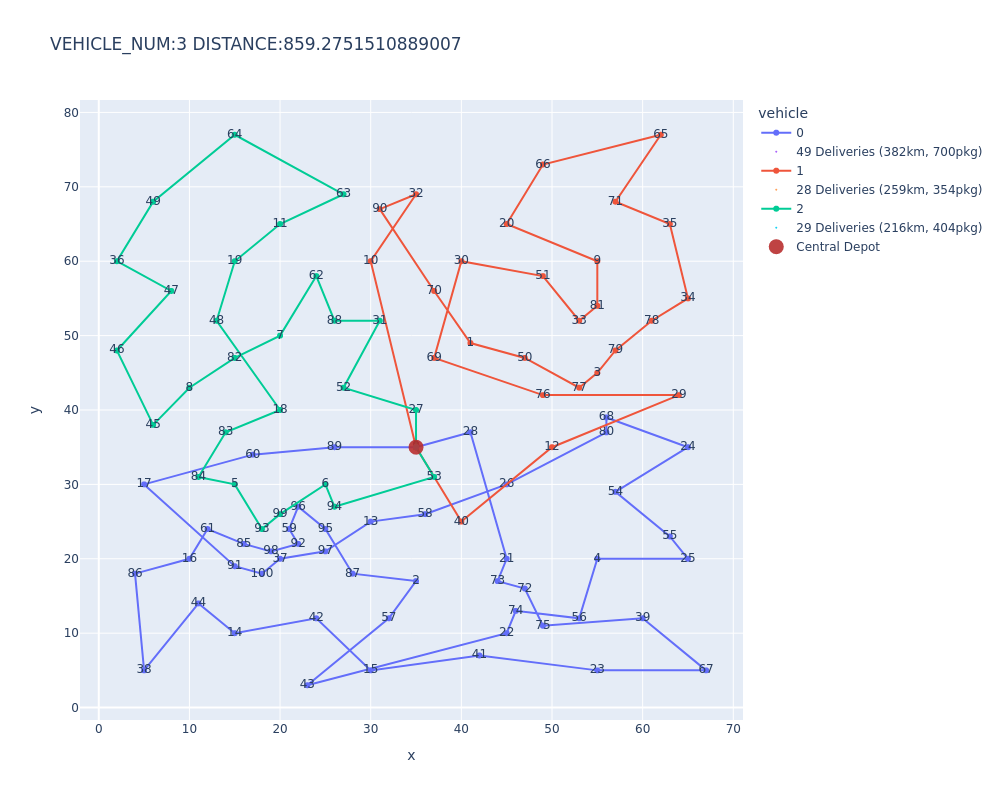 VEHICLE_NUM:3 DISTANCE:859.2751510889007
vehicle
0
49 Deliveries (382km, 700pkg)
1
28 Deliveries (259km, 354pkg)
2
29 Deliveries (216km, 404pkg)
Central Depot
80
64 65
66
70
49 63 32 71
90
11 20 35
60
36 19 10 30 9
62 51
47 70 34
81
48 88 31 33 78
50
7
46 1 79
82 69 50
3
8 52 77
76 29
40
18 27 68
45
83 28 80
y
60 89 12 24
84 53
30
17 5 6 26 54
94
99 96 58
93 59 95 13 40
61 55
85 92
98 97
20
16 37 21 4 25
91
86 100 87
2 73
72
44 74
14 42 57 75 56 39
10
22
41
38 15 23 67
43
0
0 10 20 30 40 50 60 70
x